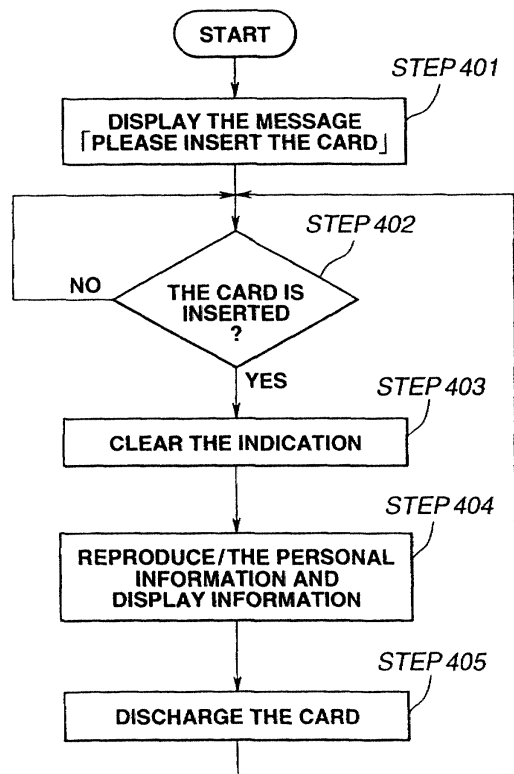 START
STEP 401
DISPLAY THE MESSAGE
「PLEASE INSERT THE CARD」
STEP 402
NO
THE CARD IS
INSERTED
?
YES
STEP 403
CLEAR THE INDICATION
STEP 404
REPRODUCE/THE PERSONAL
INFORMATION AND
DISPLAY INFORMATION
STEP 405
DISCHARGE THE CARD